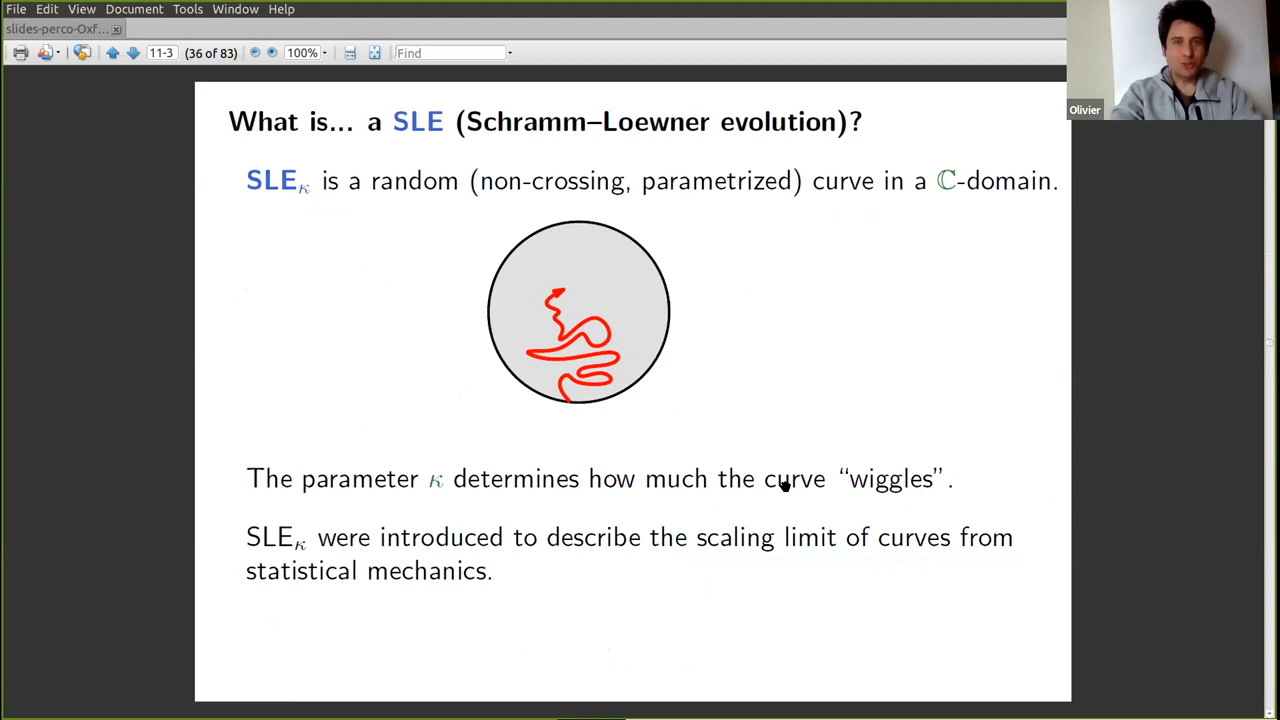 File Edit View Document Tools Window Help
slides-perco-Oxf...
11-3 (36 of 83) 100% Find
Olivier
What is... a SLE (Schramm–Loewner evolution)?
SLEκ is a random (non-crossing, parametrized) curve in a ℂ-domain.
The parameter κ determines how much the curve “wiggles”.
SLEκ were introduced to describe the scaling limit of curves from
statistical mechanics.